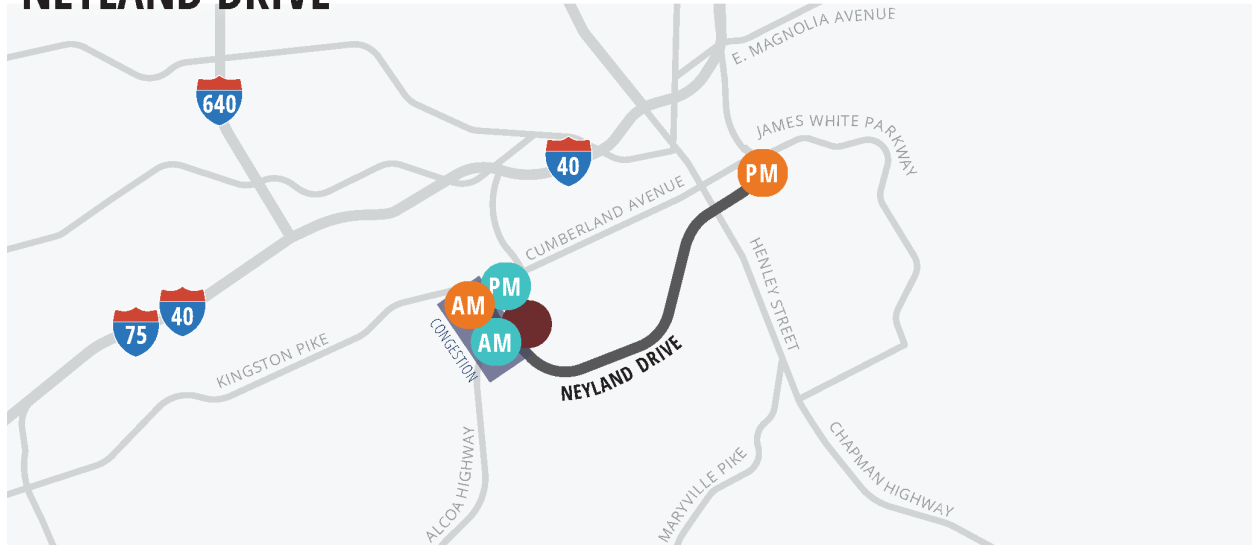 NEYLAND DRIVE
E. MAGNOLIA AVENUE
640
JAMES WHITE PARKWAY
40
PM
CUMBERLAND AVENUE
HENLEY STREET
PM
AM
40
75
AM
CONGESTION
KINGSTON PIKE
NEYLAND DRIVE
ALCOA HIGHWAY
MARYVILLE PIKE
CHAPMAN HIGHWAY